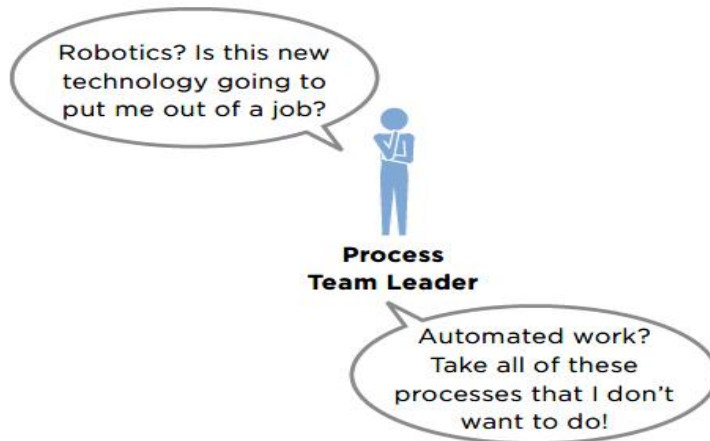 Robotics? Is this new
technology going to
put me out of a job?
Process
Team Leader
Automated work?
Take all of these
processes that I don't
want to do!